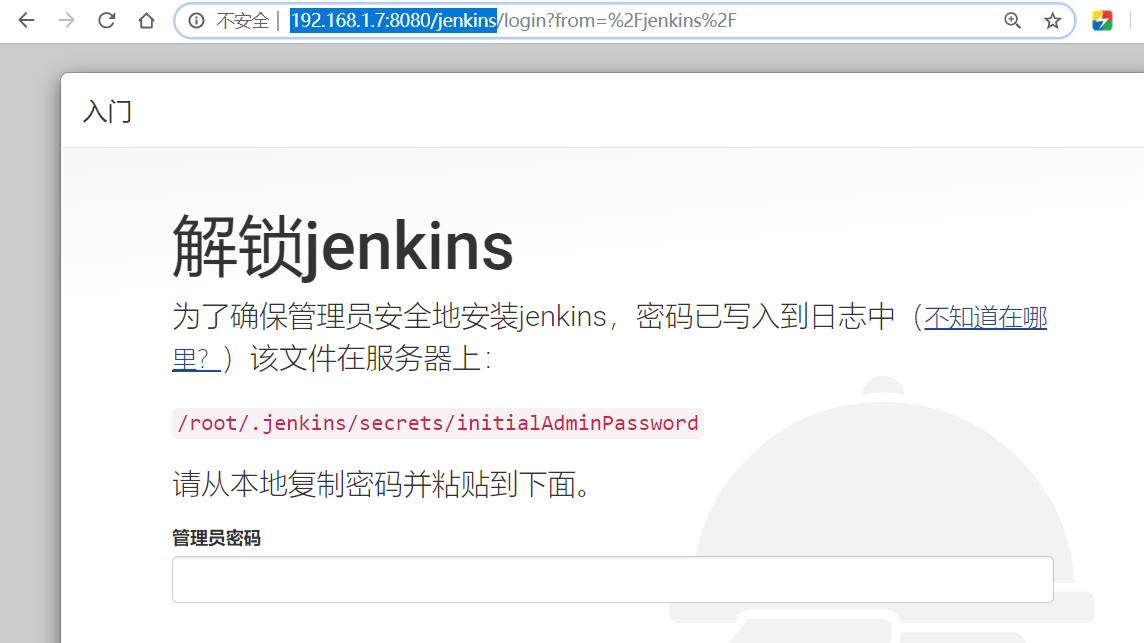 不安全 | 192.168.1.7:8080/jenkins/login?from=%2Fjenkins%2F
入门
解锁jenkins
为了确保管理员安全地安装jenkins，密码已写入到日志中（不知道在哪
里？）该文件在服务器上：
/root/.jenkins/secrets/initialAdminPassword
请从本地复制密码并粘贴到下面。
管理员密码